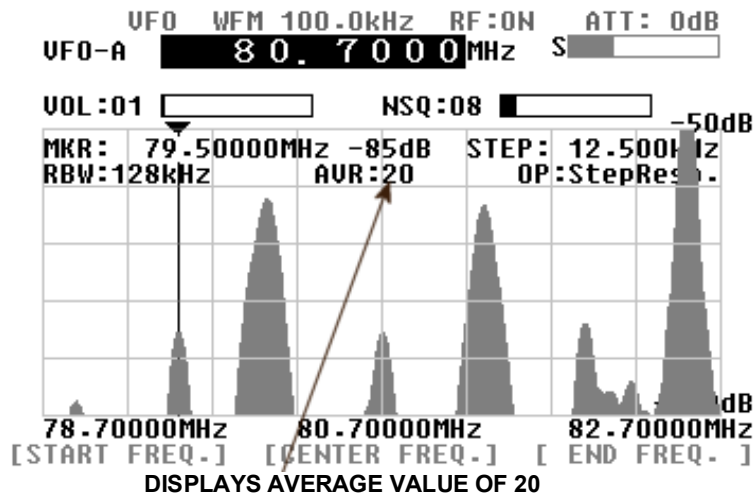 VFO WFM 100.0kHz RF:ON ATT: 0dB
VFO-A 80.7000MHz S
VOL:01 NSQ:08
-50dB
MKR: 79.50000MHz -85dB STEP: 12.500kHz
RBW:128kHz AVR:20 OP:StepReso.
dB
78.70000MHz 80.70000MHz 82.70000MHz
[START FREQ.] [CENTER FREQ.] [ END FREQ. ]
DISPLAYS AVERAGE VALUE OF 20